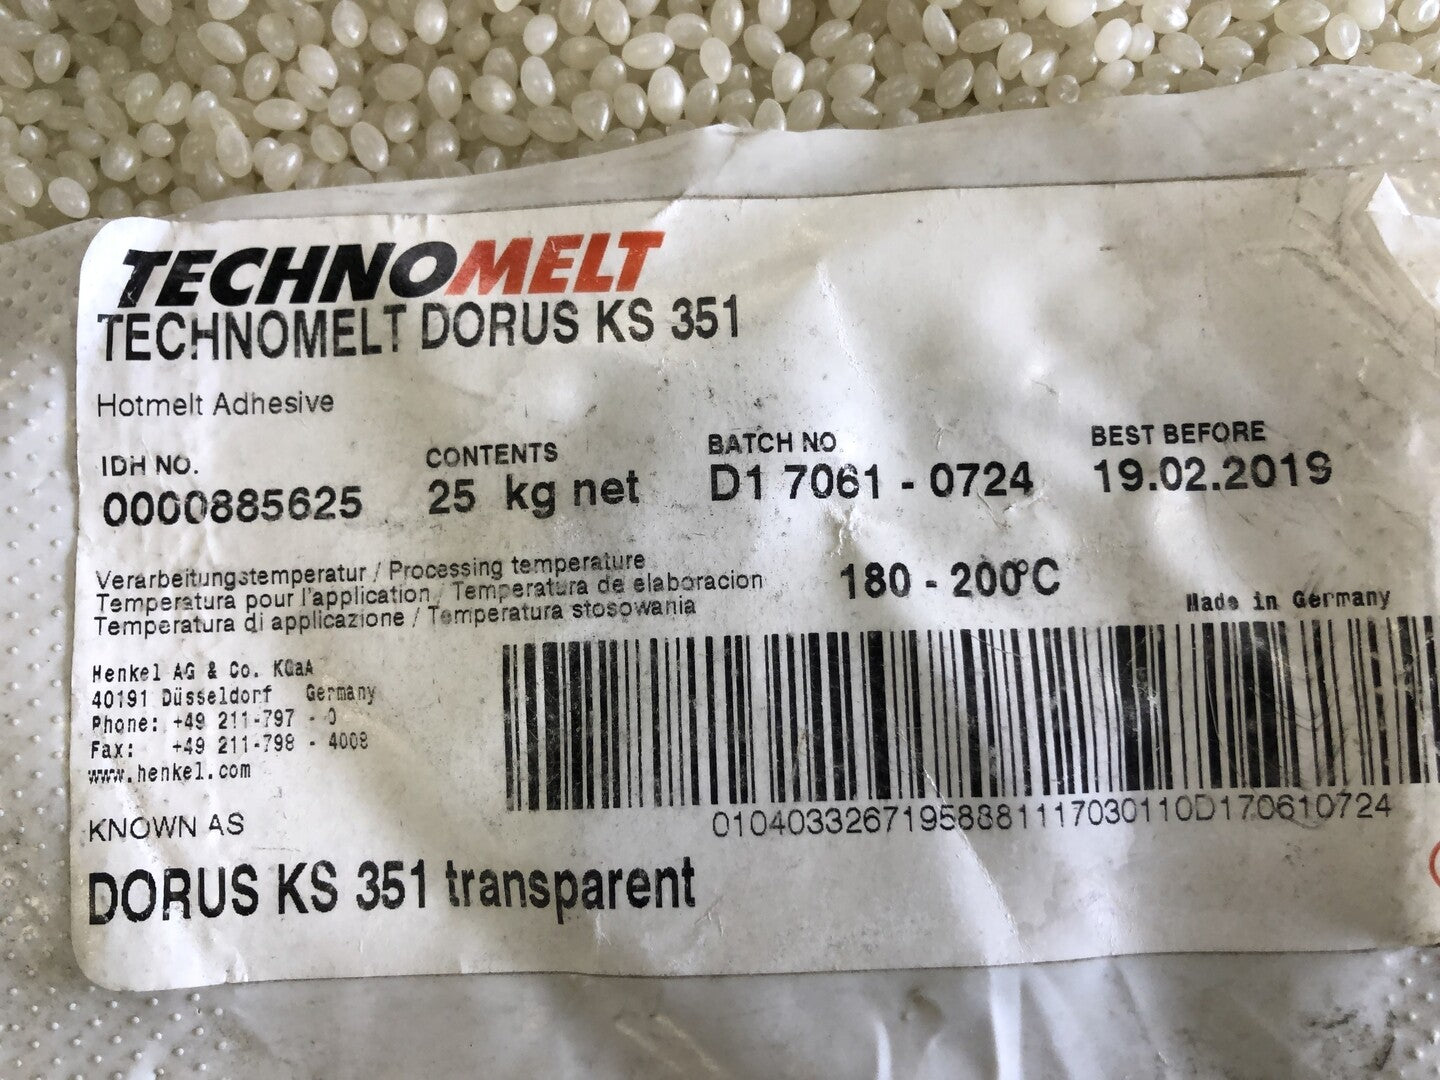 TECHNOMELT
TECHNOMELT DORUS KS 351
Hotmelt Adhesive
IDH NO.
0000885625
CONTENTS
25 kg net
BATCH NO.
D1 7061 - 0724
BEST BEFORE
19.02.2019
Verarbeitungstemperatur / Processing temperature
Temperatura pour l'application / Temperatura de elaboracion
Temperatura di applicazione / Temperatura stosowania
180 - 200°C
Made in Germany
Henkel AG & Co. KGaA
40191 Düsseldorf Germany
Phone: +49 211-797 - 0
Fax: +49 211-798 - 4008
www.henkel.com
01040332671958881117030110D170610724
KNOWN AS
DORUS KS 351 transparent